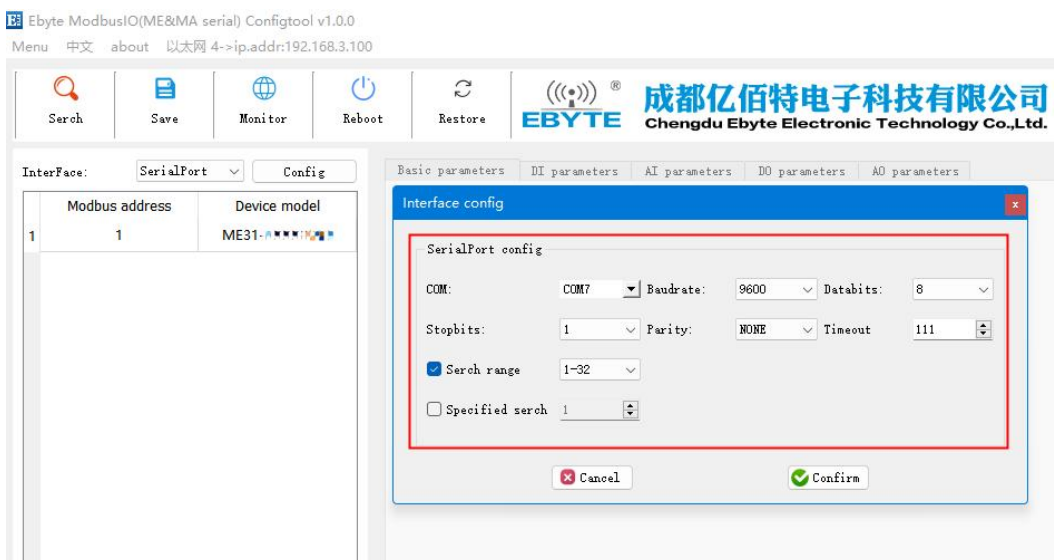 Ebyte ModbusIO(ME&MA serial) Configtool v1.0.0
Menu 中文 about 以太网 4->ip.addr:192.168.3.100
Serch Save Monitor Reboot Restore
((•)) ®
EBYTE
成都亿佰特电子科技有限公司
Chengdu Ebyte Electronic Technology Co.,Ltd.
InterFace: SerialPort Config
Modbus address Device model
1 1 ME31-
Basic parameters DI parameters AI parameters DO parameters AO parameters
Interface config x
SerialPort config
COM: COM7 Baudrate: 9600 Databits: 8
Stopbits: 1 Parity: NONE Timeout 111
Serch range 1-32
Specified serch 1
Cancel Confirm